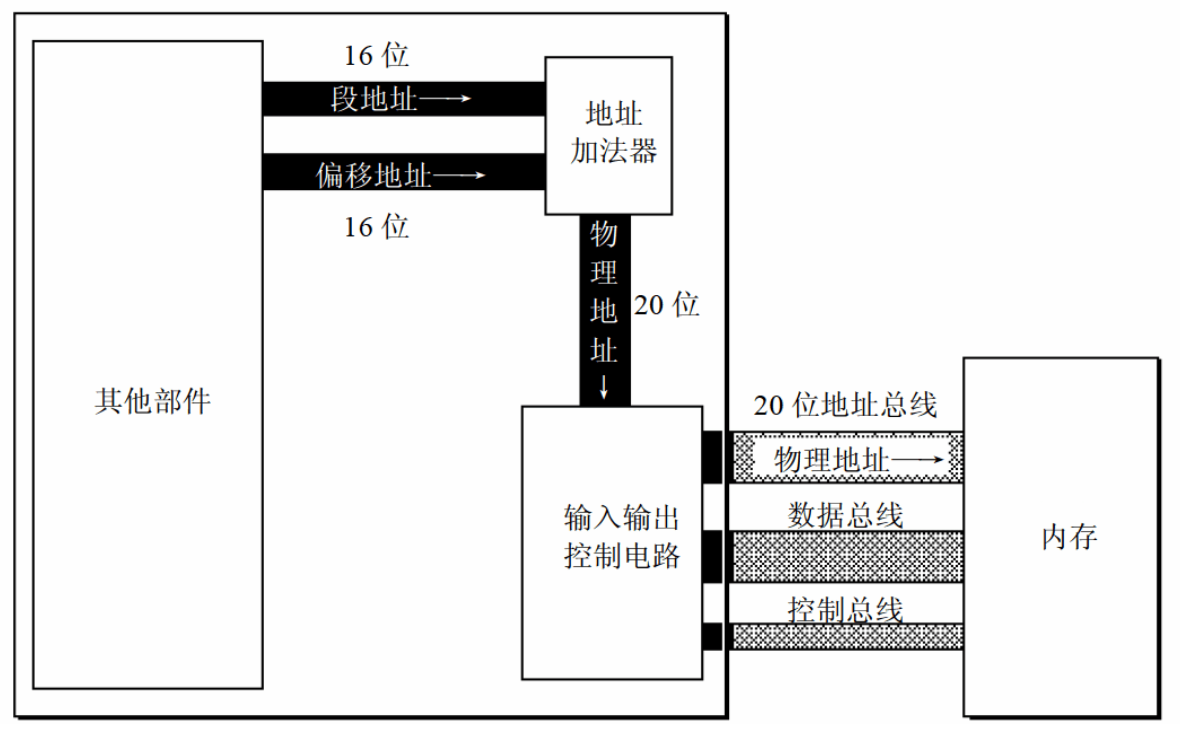 16 位
段地址
偏移地址
16 位
地址
加法器
物
理
地
址
20 位
其他部件
输入输出
控制电路
20 位地址总线
物理地址
数据总线
控制总线
内存